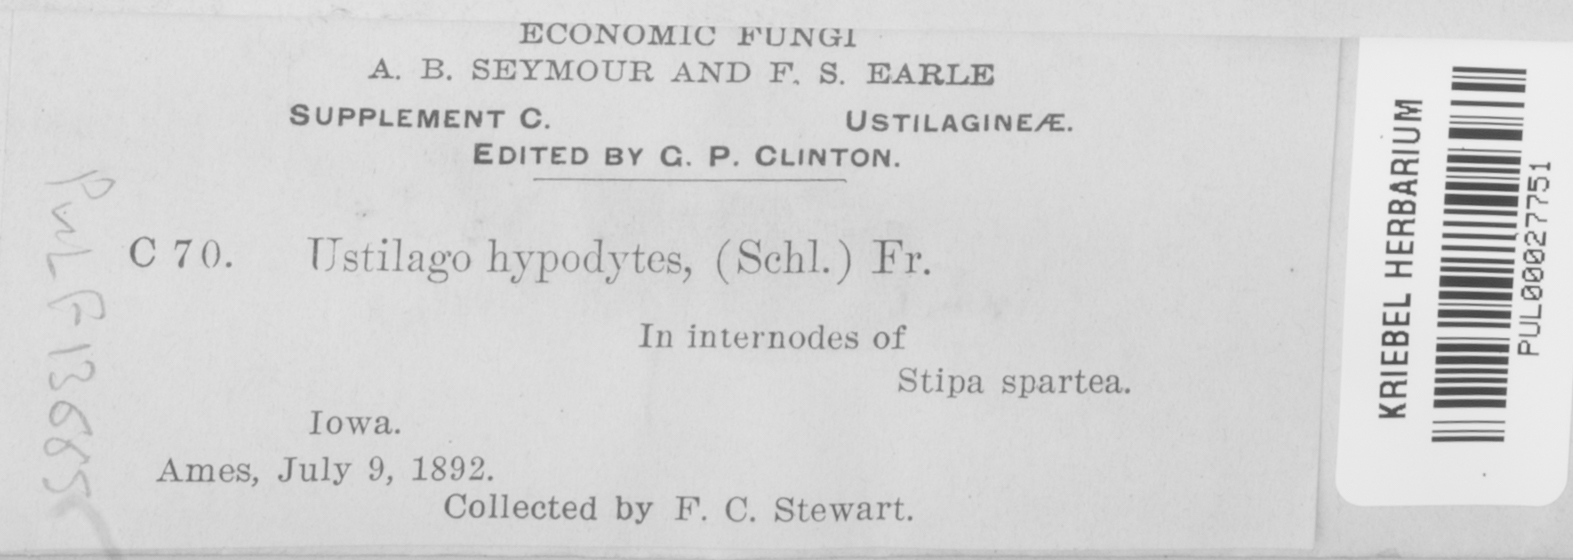 ECONOMIC FUNGI
A. B. SEYMOUR AND F. S. EARLE
SUPPLEMENT C. USTILAGINEÆ.
EDITED BY G. P. CLINTON.
C 70. Ustilago hypodytes, (Schl.) Fr.
In internodes of
Stipa spartea.
Iowa.
Ames, July 9, 1892.
Collected by F. C. Stewart.
KRIEBEL HERBARIUM
PUL00027751